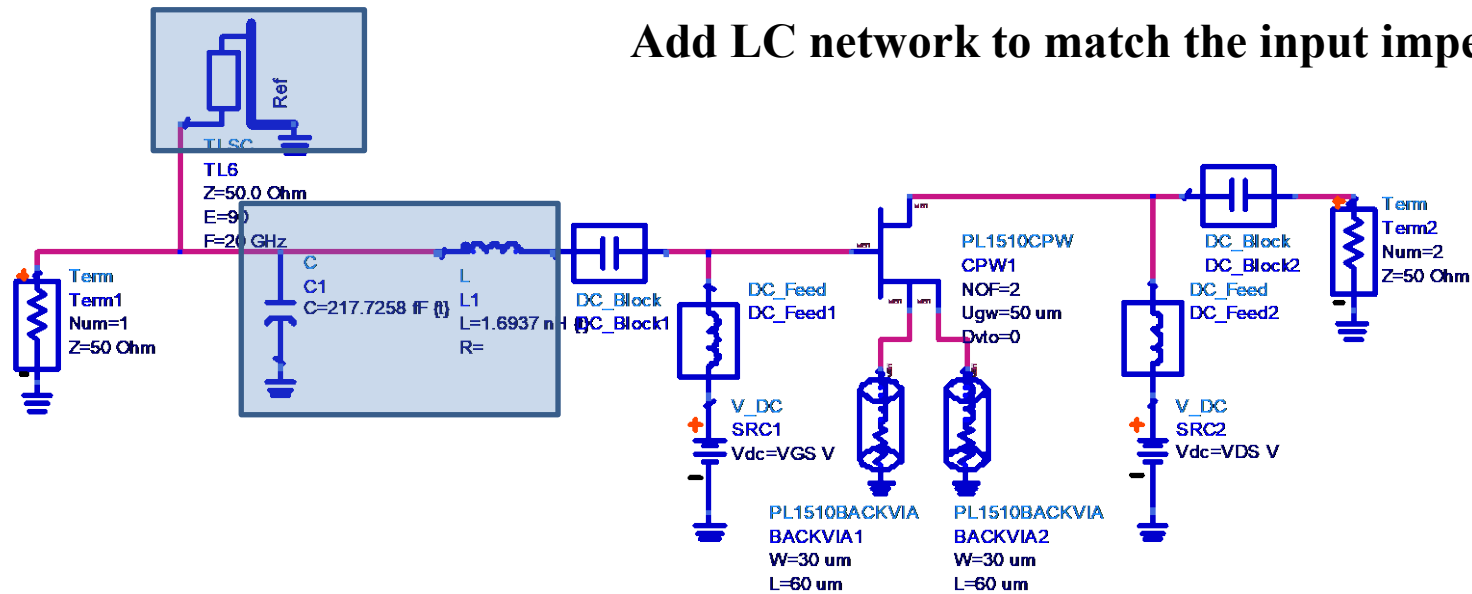 Add LC network to match the input impe
Ref
TLSC
TL6
Z=50.0 Ohm
E=90
F=20 GHz
Term
Term1
Num=1
Z=50 Ohm
C
C1
C=217.7258 fF {t}
L
L1
L=1.6937 nH {t}
R=
DC_Block
DC_Block1
DC_Feed
DC_Feed1
V_DC
SRC1
Vdc=VGS V
PL1510CPW
CPW1
NOF=2
Ugw=50 um
Dvto=0
PL1510BACKVIA
BACKVIA1
W=30 um
L=60 um
PL1510BACKVIA
BACKVIA2
W=30 um
L=60 um
DC_Block
DC_Block2
DC_Feed
DC_Feed2
V_DC
SRC2
Vdc=VDS V
Term
Term2
Num=2
Z=50 Ohm